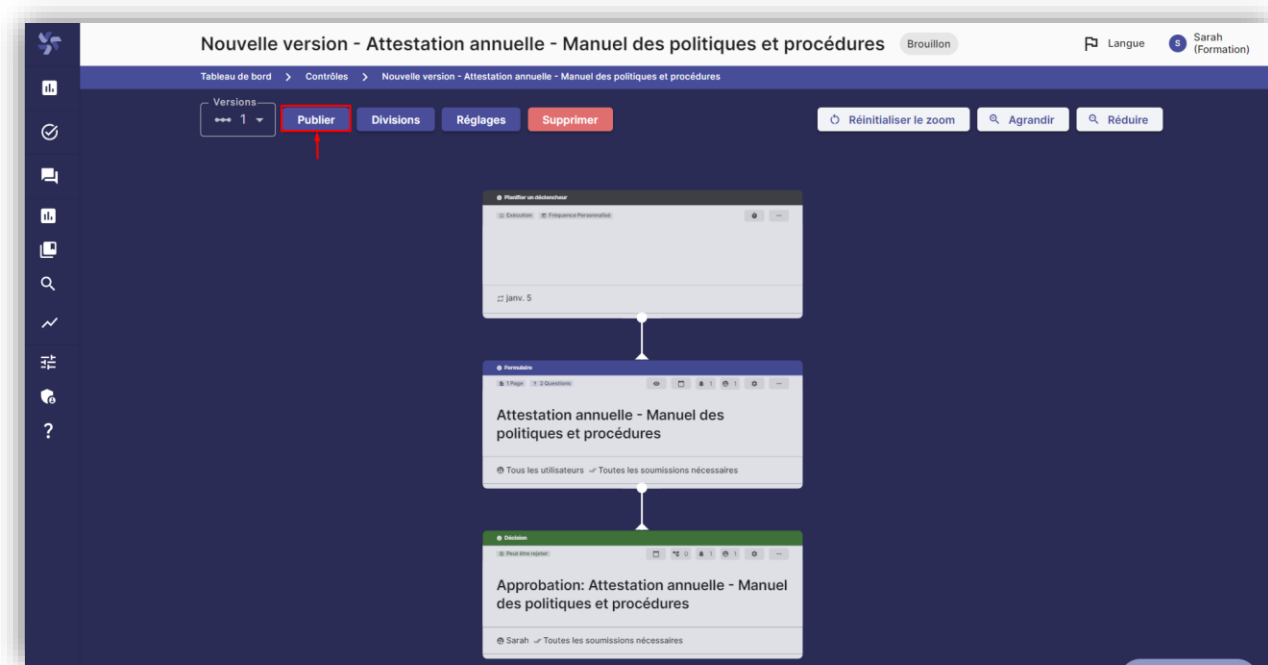 Nouvelle version - Attestation annuelle - Manuel des politiques et procédures Brouillon
Langue
S Sarah
(Formation)
Tableau de bord > Contrôles > Nouvelle version - Attestation annuelle - Manuel des politiques et procédures
Versions
1
Publier Divisions Réglages Supprimer
Réinitialiser le zoom Agrandir Réduire
Planifier un déclencheur
Exécution Fréquence Personnalisé
janv. 5
Formulaire
1 Page ? 2 Questions 1 1
Attestation annuelle - Manuel des
politiques et procédures
Tous les utilisateurs Toutes les soumissions nécessaires
Décision
Peut être rejeter 0 1 1
Approbation: Attestation annuelle - Manuel
des politiques et procédures
Sarah Toutes les soumissions nécessaires
?